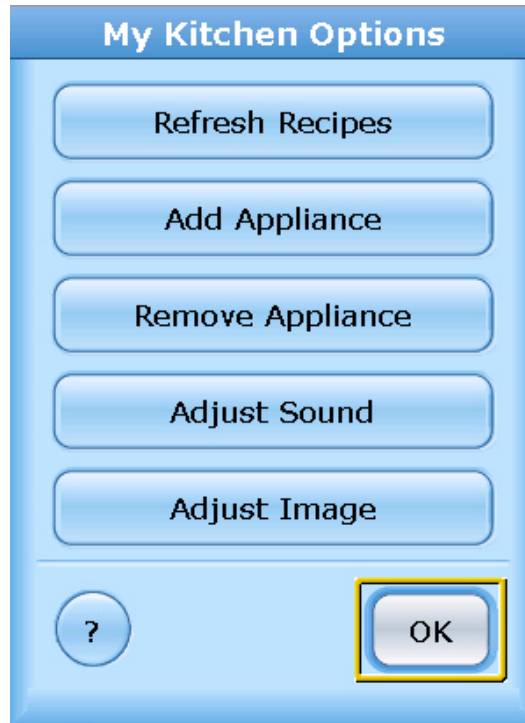 My Kitchen Options
Refresh Recipes
Add Appliance
Remove Appliance
Adjust Sound
Adjust Image
?
OK